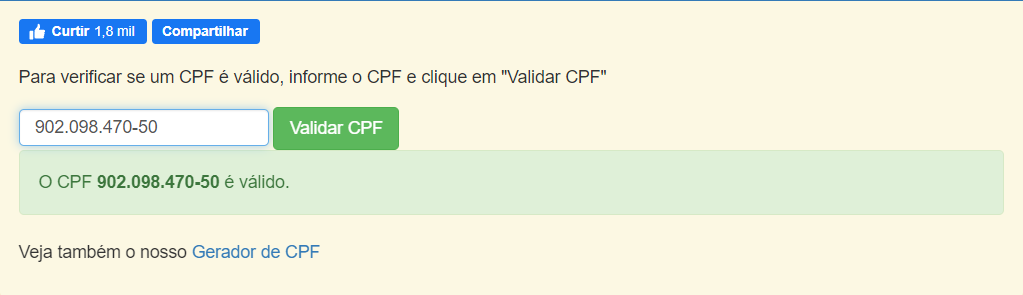 Curtir 1,8 mil Compartilhar
Para verificar se um CPF é válido, informe o CPF e clique em "Validar CPF"
902.098.470-50 Validar CPF
O CPF 902.098.470-50 é válido.
Veja também o nosso Gerador de CPF